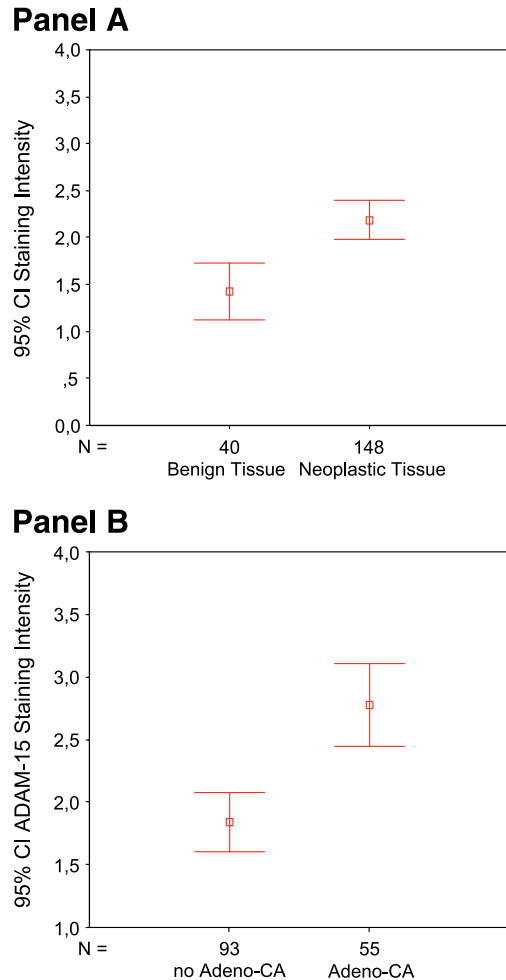 Panel A
95% CI Staining Intensity
4,0
3,5
3,0
2,5
2,0
1,5
1,0
,5
0,0
N = 40 148
Benign Tissue Neoplastic Tissue
Panel B
95% CI ADAM-15 Staining Intensity
4,0
3,5
3,0
2,5
2,0
1,5
1,0
N = 93 55
no Adeno-CA Adeno-CA